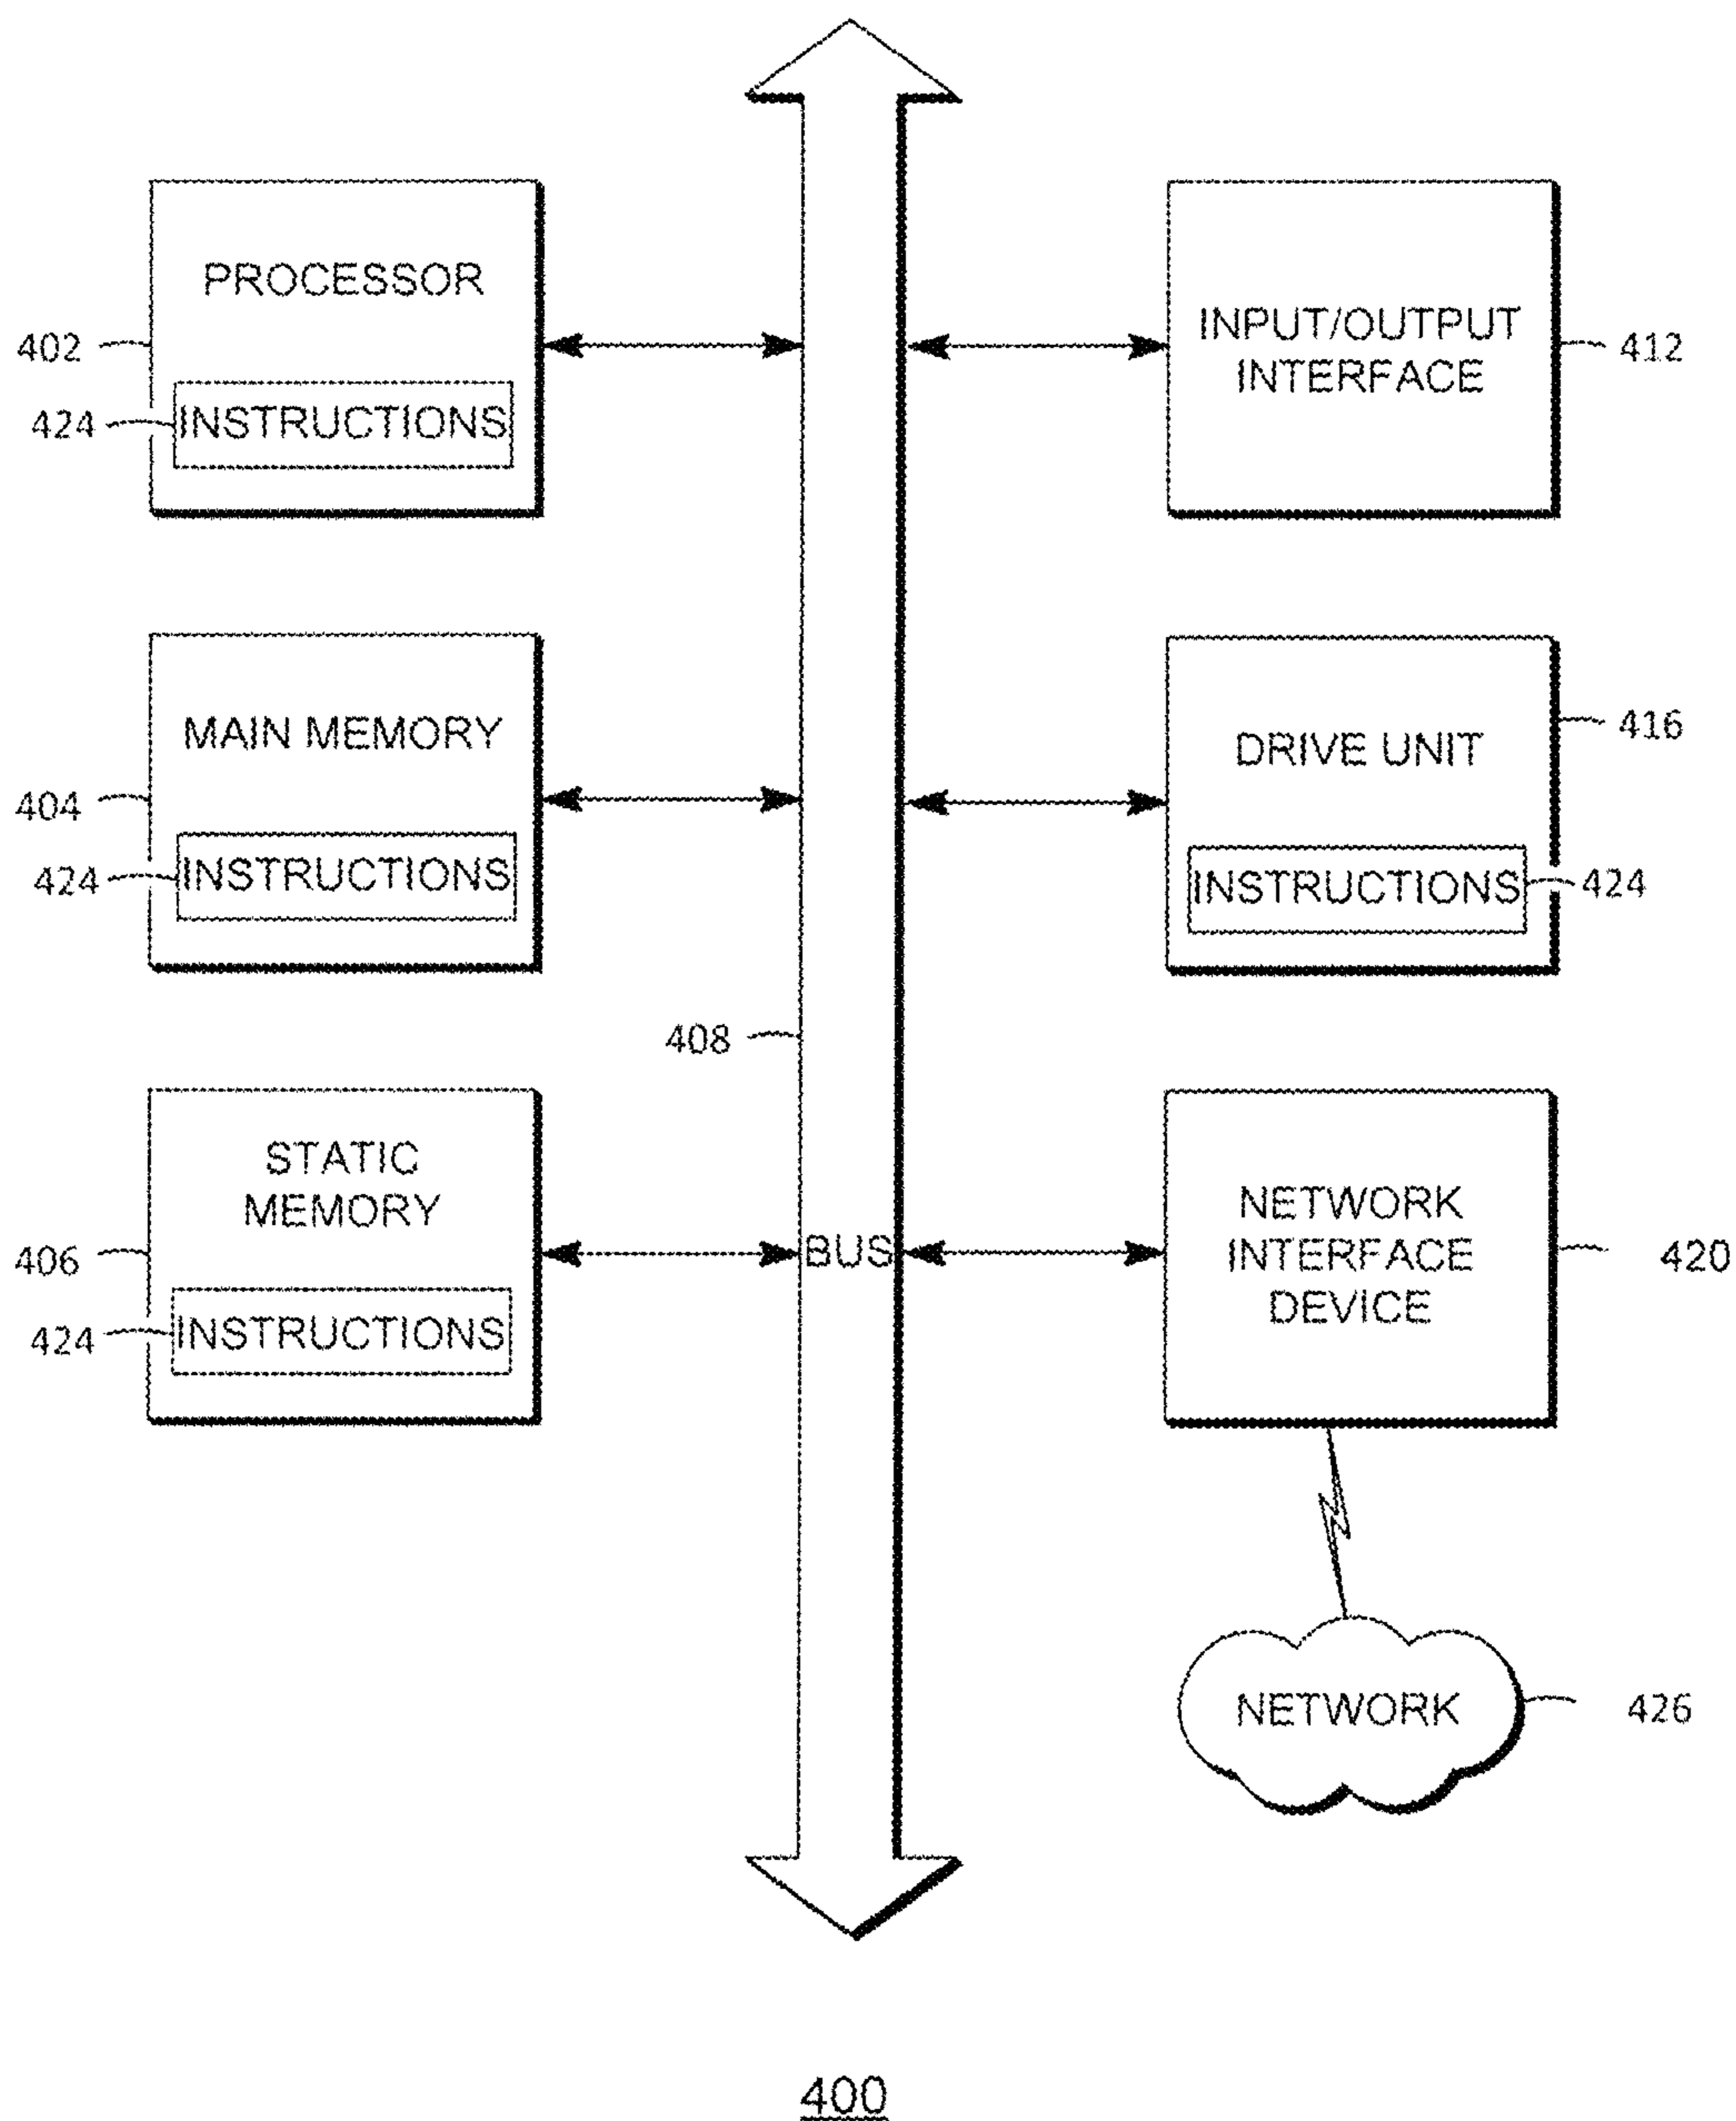 PROCESSOR
402
424
INSTRUCTIONS
INPUT/OUTPUT
INTERFACE
412
MAIN MEMORY
404
424
INSTRUCTIONS
DRIVE UNIT
416
INSTRUCTIONS
424
408
STATIC
MEMORY
406
424
INSTRUCTIONS
BUS
NETWORK
INTERFACE
DEVICE
420
NETWORK
426
400